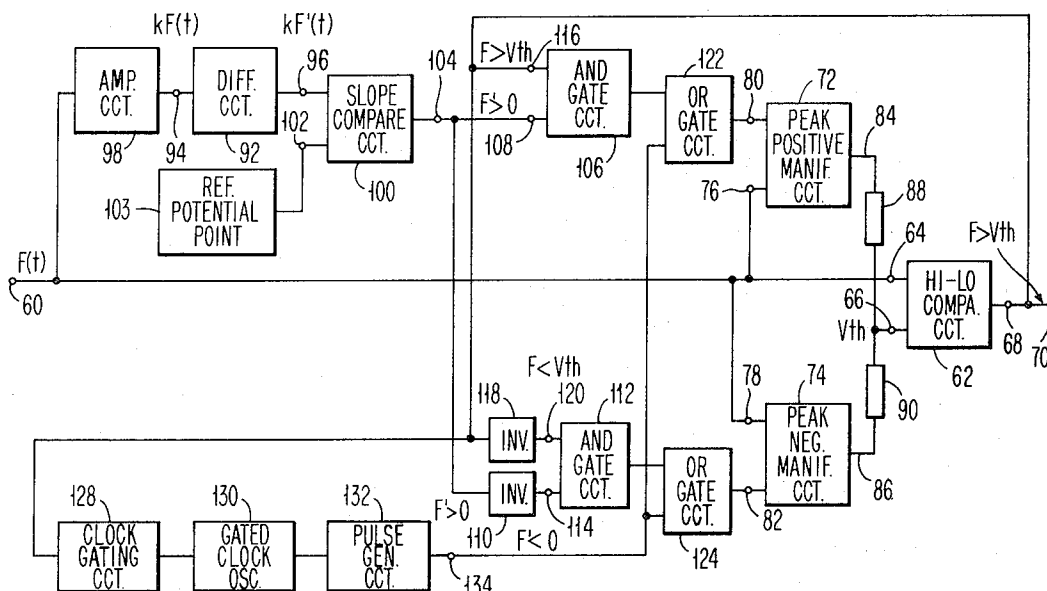 kF(t)
kF'(t)
AMP. CCT.
98
94
DIFF. CCT.
92
96
102
SLOPE COMPARE CCT.
100
104
103
REF. POTENTIAL POINT
F>Vth
116
F'>0
108
AND GATE CCT.
106
122
OR GATE CCT.
80
72
PEAK POSITIVE MANIF. CCT.
76
84
88
F(t)
60
64
66
Vth
HI-LO COMPA. CCT.
62
68
F>Vth
70
90
F<Vth
118
INV.
120
112
AND GATE CCT.
F'>0
INV.
110
114
F'<0
78
74
PEAK NEG. MANIF. CCT.
86
OR GATE CCT.
82
124
128
CLOCK GATING CCT.
130
GATED CLOCK OSC.
132
PULSE GEN. CCT.
134